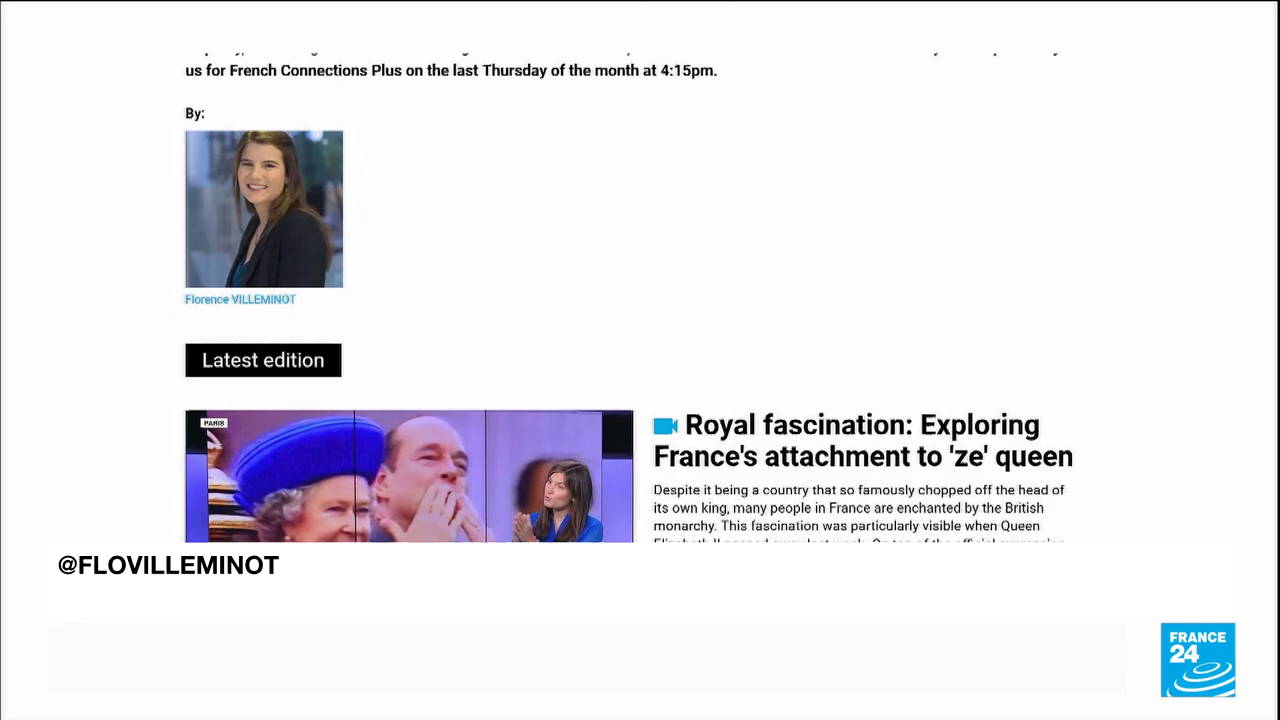 us for French Connections Plus on the last Thursday of the month at 4:15pm.
By:
Florence VILLEMINOT
Latest edition
PARIS
Royal fascination: Exploring
France's attachment to 'ze' queen
Despite it being a country that so famously chopped off the head of
its own king, many people in France are enchanted by the British
monarchy. This fascination was particularly visible when Queen
@FLOVILLEMINOT
FRANCE
24